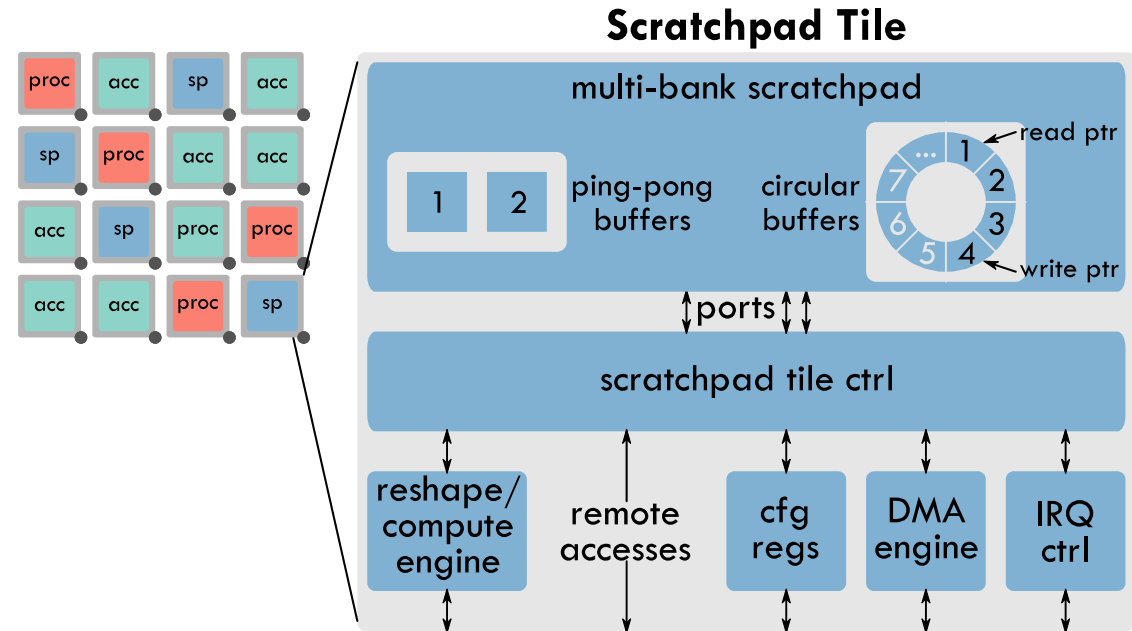 Scratchpad Tile
proc acc sp acc
sp proc acc acc
acc sp proc proc
acc acc proc sp
multi-bank scratchpad
1 2
ping-pong
buffers
circular
buffers
... 1 2 3 4 5 6 7
read ptr
write ptr
ports
scratchpad tile ctrl
reshape/
compute
engine
remote
accesses
cfg
regs
DMA
engine
IRQ
ctrl